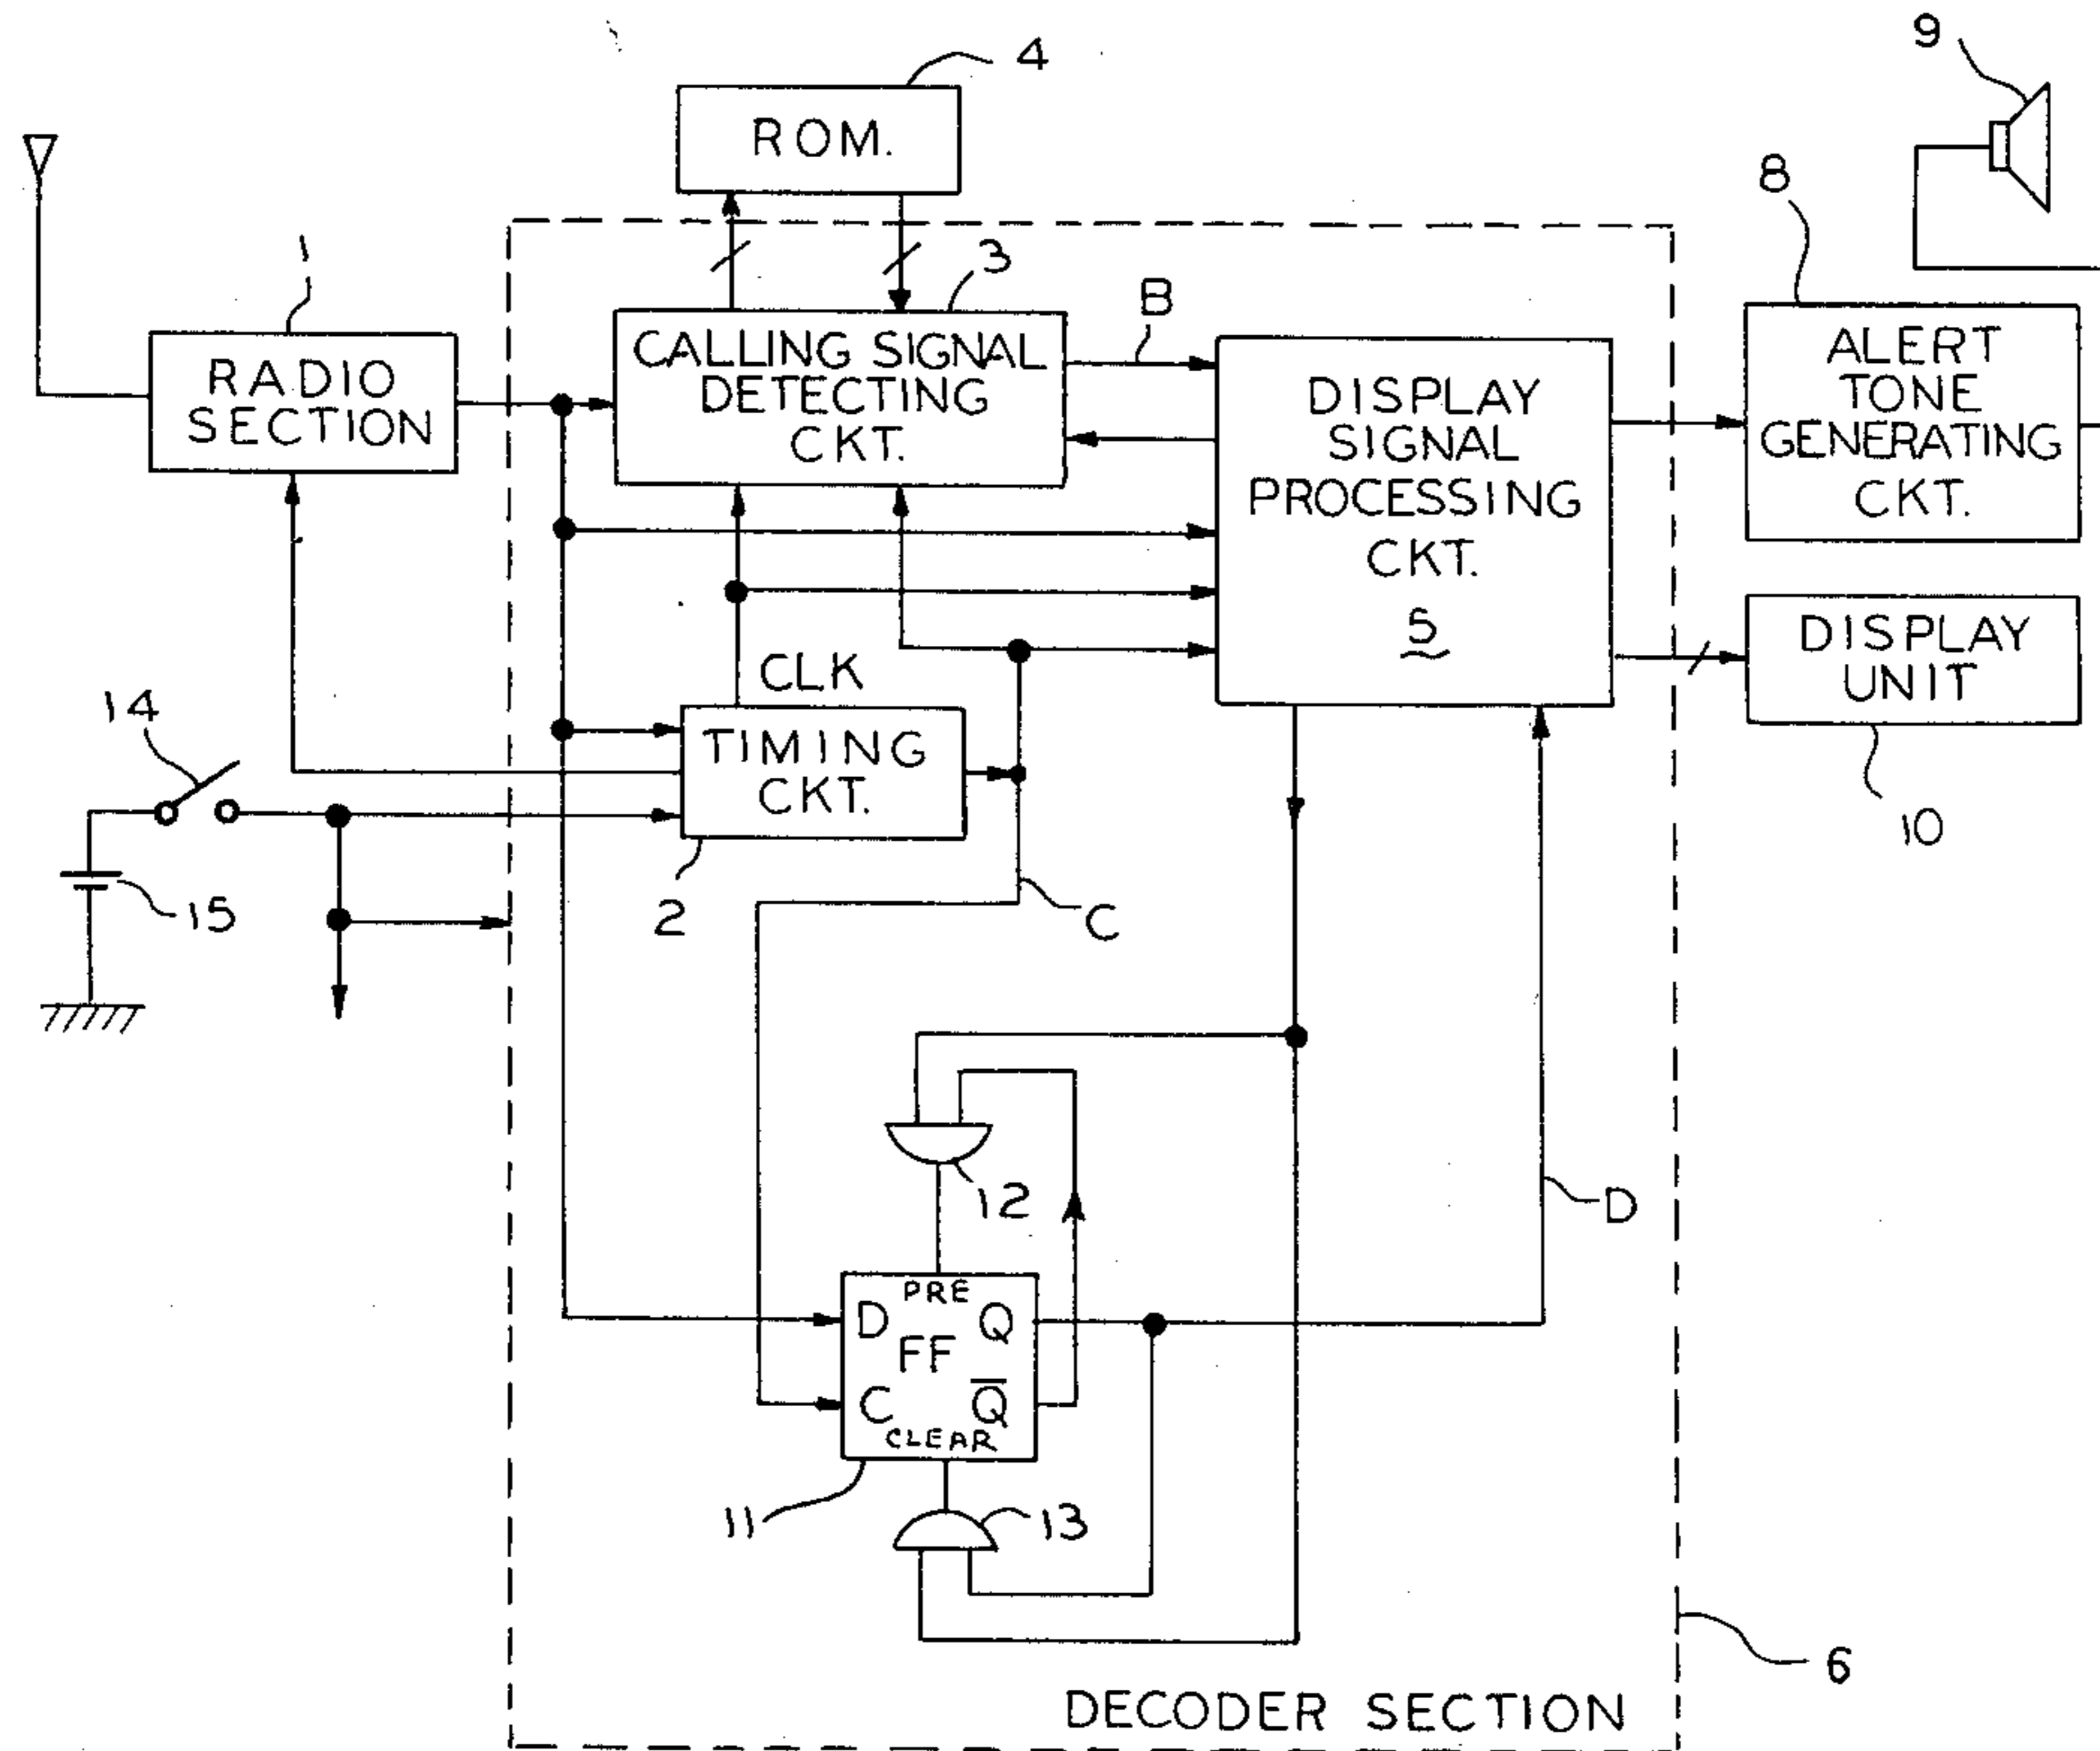 9
4
ROM.
8
1
3
B
RADIO
SECTION
CALLING SIGNAL
DETECTING
CKT.
DISPLAY
SIGNAL
PROCESSING
CKT.
5
ALERT
TONE
GENERATING
CKT.
DISPLAY
UNIT
10
CLK
14
TIMING
CKT.
2
15
C
12
D
PRE
D
Q
FF
C
Q̅
CLEAR
11
13
6
DECODER SECTION